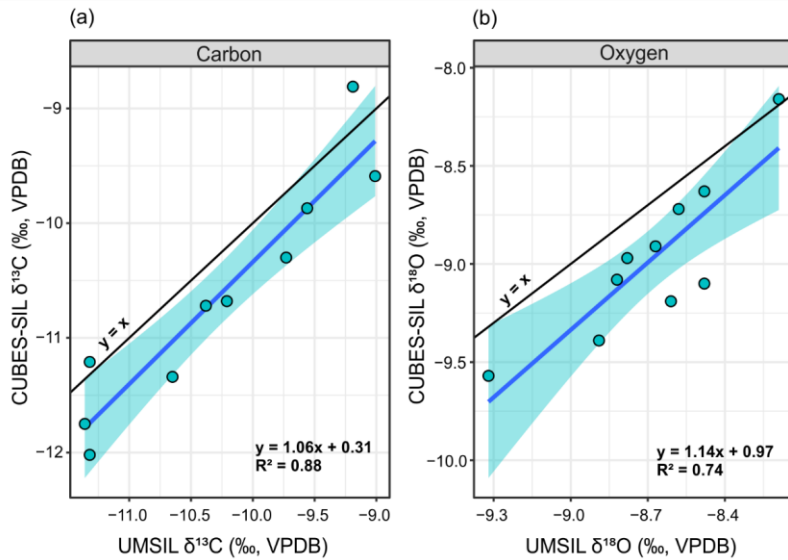 (a)
Carbon
CUBES-SIL δ¹³C (‰, VPDB)
−9
−10
−11
−12
y = x
y = 1.06x + 0.31
R² = 0.88
−11.0
−10.5
−10.0
−9.5
−9.0
UMSIL δ¹³C (‰, VPDB)
(b)
Oxygen
CUBES-SIL δ¹⁸O (‰, VPDB)
−8.0
−8.5
−9.0
−9.5
−10.0
y = x
y = 1.14x + 0.97
R² = 0.74
−9.3
−9.0
−8.7
−8.4
UMSIL δ¹⁸O (‰, VPDB)